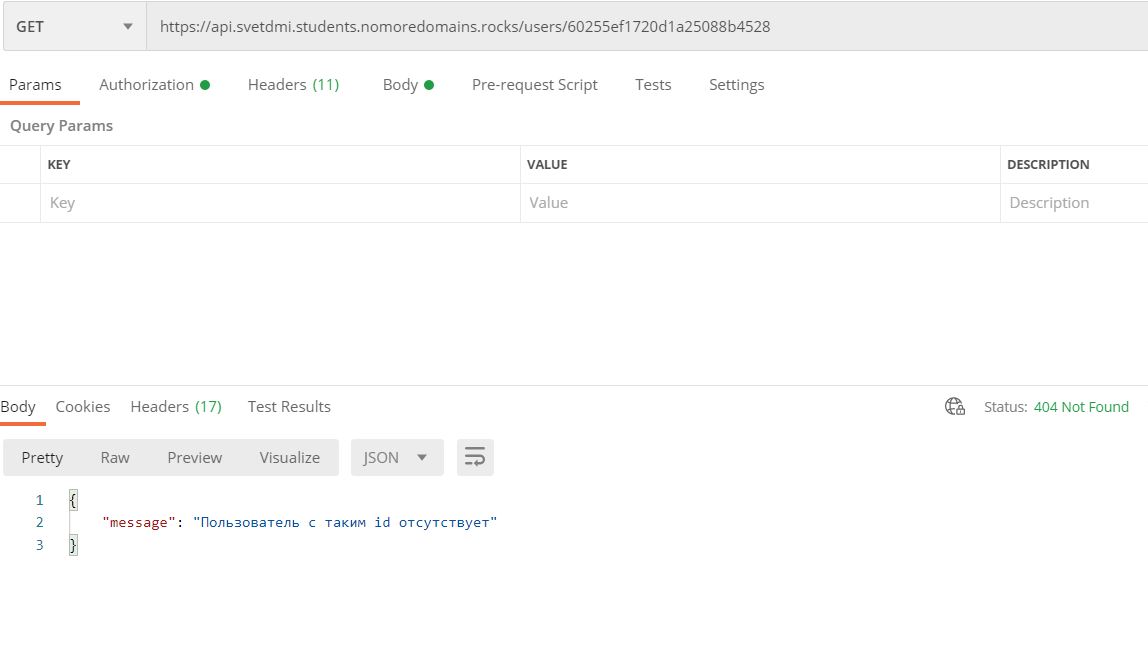 GET https://api.svetdmi.students.nomoredomains.rocks/users/60255ef1720d1a25088b4528
Params Authorization Headers (11) Body Pre-request Script Tests Settings
Query Params
KEY VALUE DESCRIPTION
Key Value Description
Body Cookies Headers (17) Test Results Status: 404 Not Found
Pretty Raw Preview Visualize JSON
1 {
2 "message": "Пользователь с таким id отсутствует"
3 }